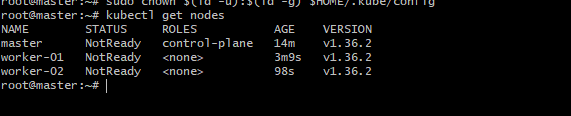 root@master:~# sudo chown $(id -u):$(id -g) $HOME/.kube/config
root@master:~# kubectl get nodes
NAME STATUS ROLES AGE VERSION
master NotReady control-plane 14m v1.36.2
worker-01 NotReady <none> 3m9s v1.36.2
worker-02 NotReady <none> 98s v1.36.2
root@master:~#